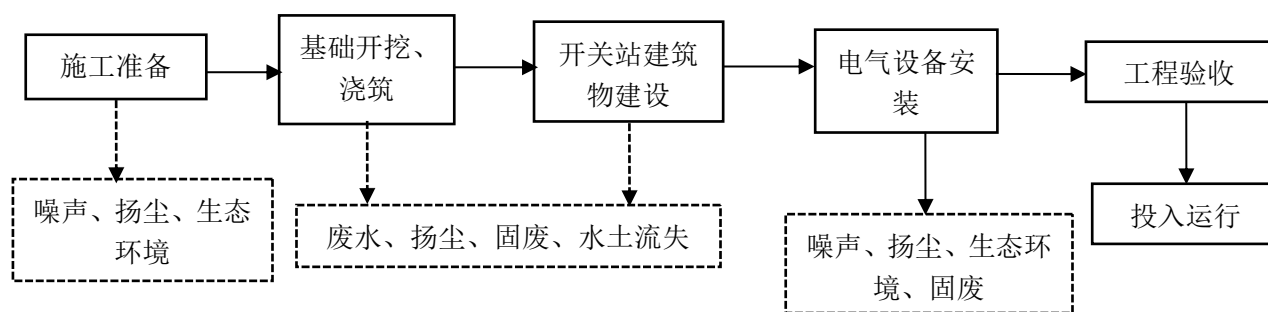 施工准备
基础开挖、
浇筑
开关站建筑
物建设
电气设备安
装
工程验收
噪声、扬尘、生态
环境
废水、扬尘、固废、水土流失
噪声、扬尘、生态环
境、固废
投入运行